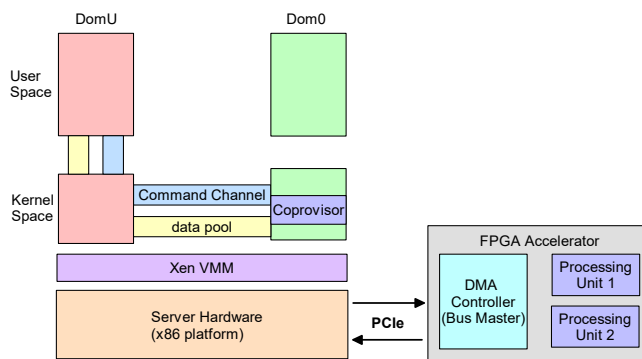 DomU
Dom0
User
Space
Kernel
Space
Command Channel
Coprovisor
data pool
Xen VMM
Server Hardware
(x86 platform)
PCIe
FPGA Accelerator
DMA
Controller
(Bus Master)
Processing
Unit 1
Processing
Unit 2